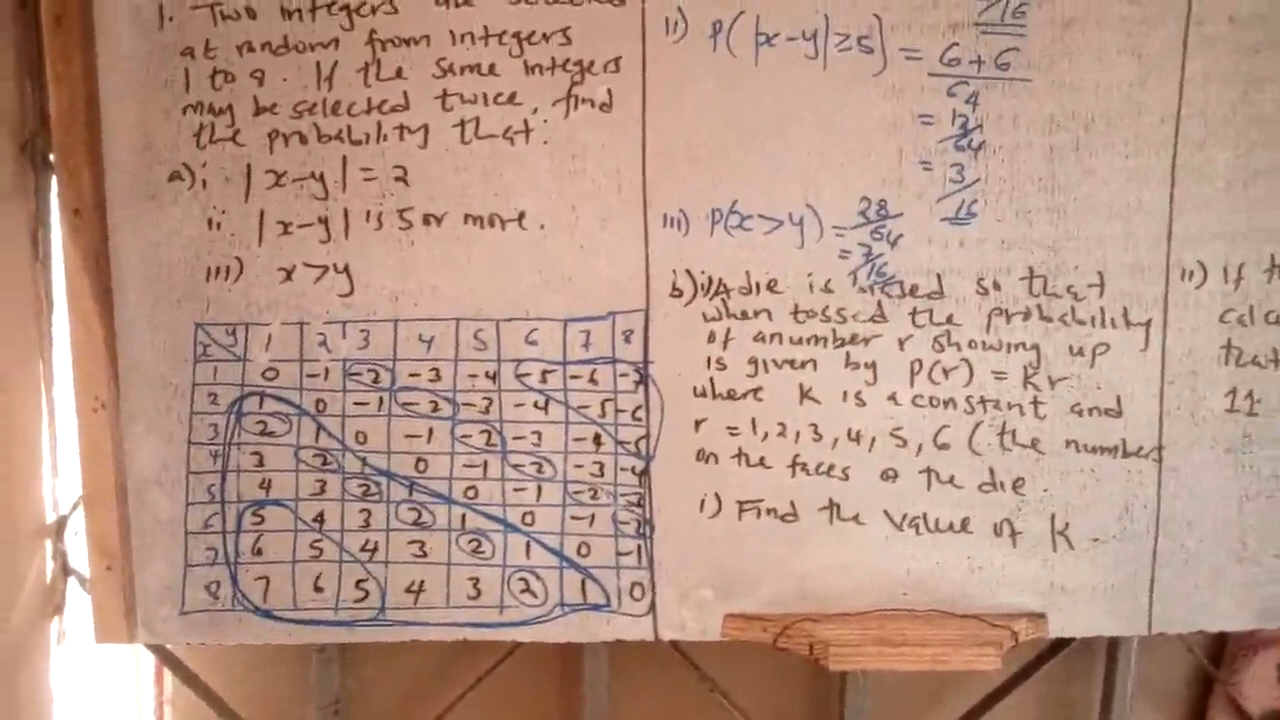 1. Two integers are selected
at random from integers
1 to 8. If the same integers
may be selected twice, find
the probability that:
a)i |x-y| = 2
ii |x-y| is 5 or more.
iii) x>y
x y 1 2 3 4 5 6 7 8
1 0 -1 -2 -3 -4 -5 -6 -7
2 1 0 -1 -2 -3 -4 -5 -6
3 2 1 0 -1 -2 -3 -4 -5
4 3 2 1 0 -1 -2 -3 -4
5 4 3 2 1 0 -1 -2
6 5 4 3 2 1 0 -1 -2
7 6 5 4 3 2 1 0 -1
8 7 6 5 4 3 2 1 0
/16
ii) P(|x-y|≥5) = 6+6/64
= 12/64
= 3/16
iii) P(x>y) = 28/64
= 7/16
b)i) A die is biased so that
when tossed the probability
of a number r showing up
is given by P(r) = Kr
where K is a constant and
r = 1,2,3,4,5,6 (the numbers
on the faces of the die.
i) Find the value of K.
ii) If
calc
that
11